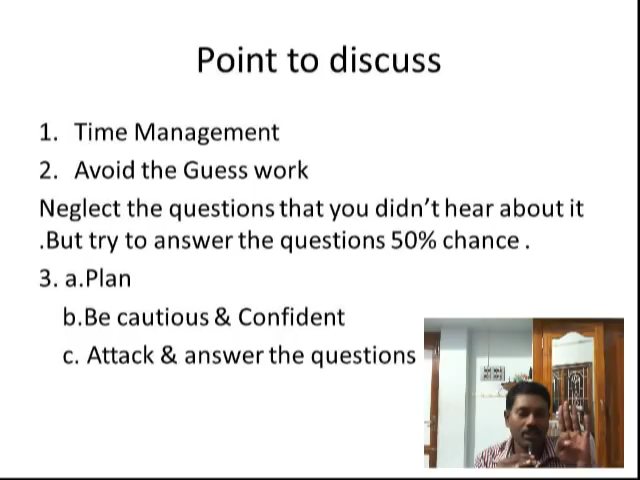 Point to discuss
1. Time Management
2. Avoid the Guess work
Neglect the questions that you didn't hear about it
.But try to answer the questions 50% chance .
3. a.Plan
b.Be cautious & Confident
c. Attack & answer the questions